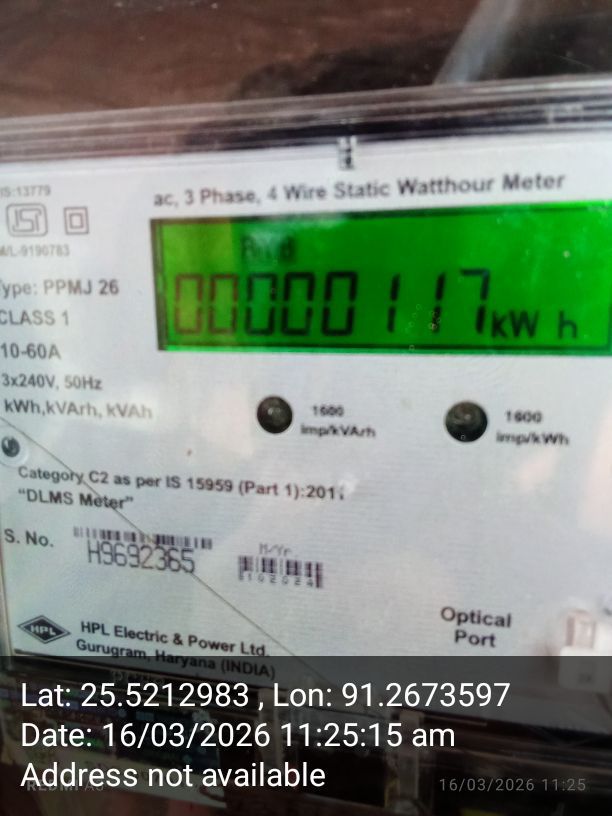 IS:13779
ac, 3 Phase, 4 Wire Static Watthour Meter
M/L-9190783
Type: PPMJ 26
CLASS 1
10-60A
3x240V, 50Hz
kWh,kVArh, kVAh
00000117 kW h
1600
imp/kVArh
1600
imp/kWh
Category C2 as per IS 15959 (Part 1):2011
"DLMS Meter"
S. No.
H9692365
M/Yr.
102024
HPL
HPL Electric & Power Ltd.
Gurugram, Haryana (INDIA)
Optical
Port
Lat: 25.5212983 , Lon: 91.2673597
Date: 16/03/2026 11:25:15 am
Address not available
16/03/2026 11:25